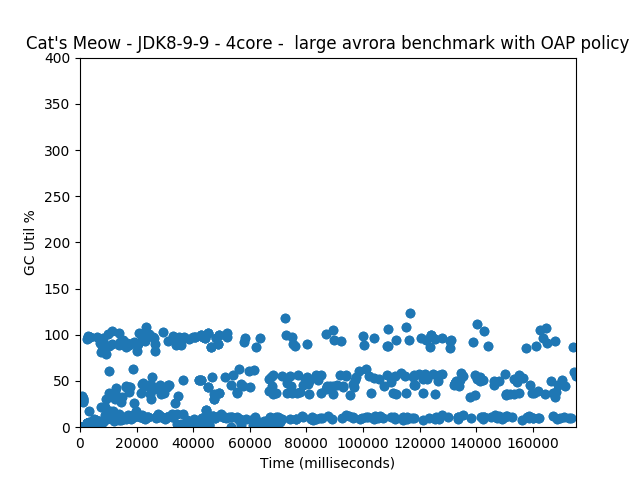 Cat's Meow - JDK8-9-9 - 4core -  large avrora benchmark with OAP policy
400
350
300
250
200
150
100
50
0
GC Util %
0 20000 40000 60000 80000 100000 120000 140000 160000
Time (milliseconds)